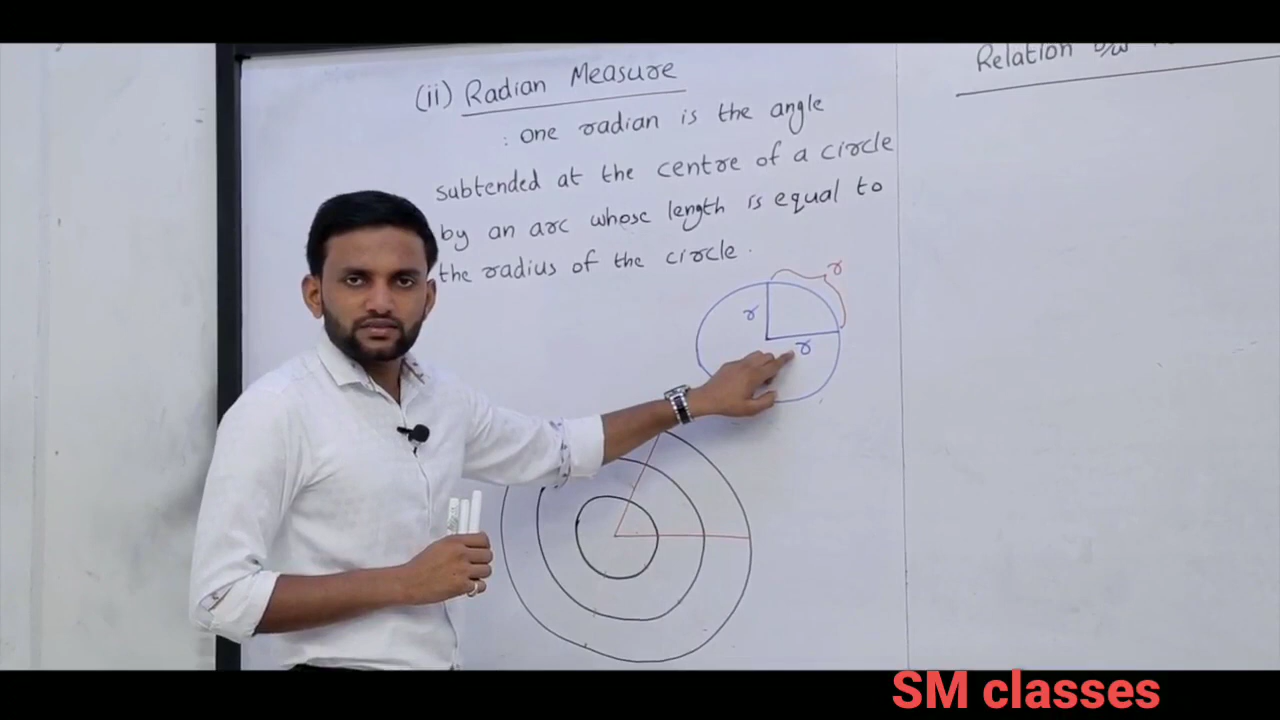 (ii) Radian Measure
: One radian is the angle
subtended at the centre of a circle
by an arc whose length is equal to
the radius of the circle.
r
r
r
Relation b/w
SM classes